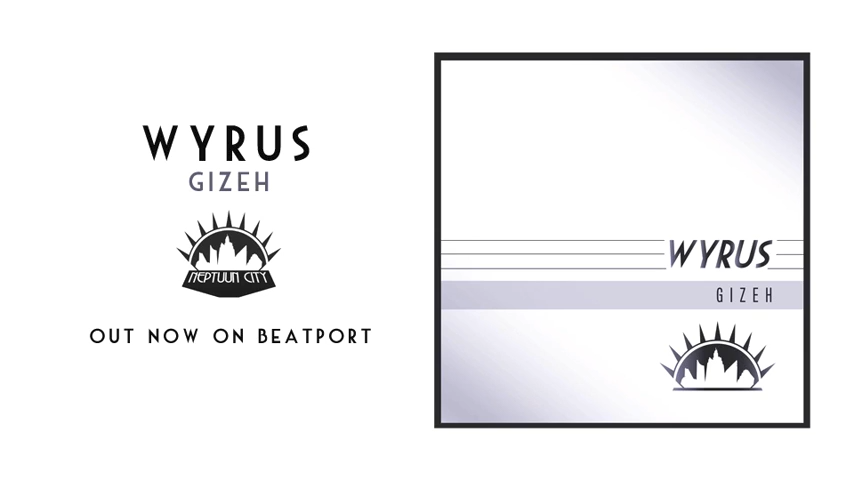 WYRUS
GIZEH
NEPTUUN CITY
OUT NOW ON BEATPORT
WYRUS
GIZEH